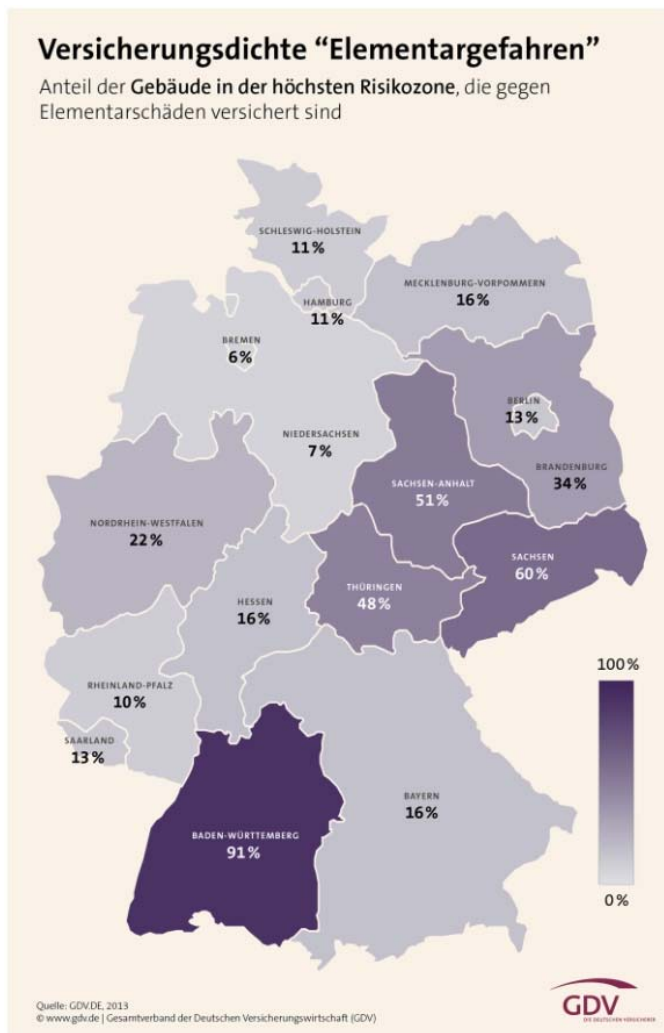 Versicherungsdichte “Elementargefahren”
Anteil der Gebäude in der höchsten Risikozone, die gegen
Elementarschäden versichert sind
SCHLESWIG-HOLSTEIN
11 %
MECKLENBURG-VORPOMMERN
16 %
HAMBURG
11 %
BREMEN
6 %
BERLIN
13 %
NIEDERSACHSEN
7 %
BRANDENBURG
34 %
SACHSEN-ANHALT
51 %
NORDRHEIN-WESTFALEN
22 %
SACHSEN
60 %
THÜRINGEN
48 %
HESSEN
16 %
RHEINLAND-PFALZ
10 %
SAARLAND
13 %
BAYERN
16 %
BADEN-WÜRTTEMBERG
91 %
100 %
0 %
Quelle: GDV.DE, 2013
© www.gdv.de | Gesamtverband der Deutschen Versicherungswirtschaft (GDV)
GDV
DIE DEUTSCHEN VERSICHERER